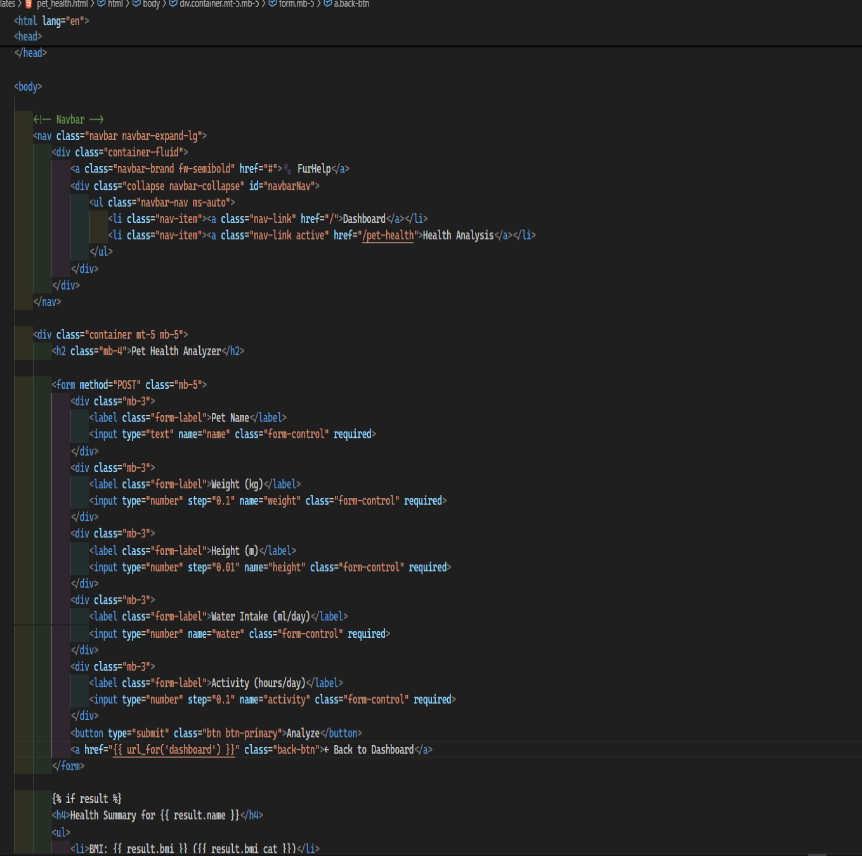 lates > pet_health.html > html > body > div.container.mt-5.mb-5 > form.mb-5 > a.back-btn
<html lang="en">
<head>
</head>
<body>
<!-- Navbar -->
<nav class="navbar navbar-expand-lg">
<div class="container-fluid">
<a class="navbar-brand fw-semibold" href="#">🐾 FurHelp</a>
<div class="collapse navbar-collapse" id="navbarNav">
<ul class="navbar-nav ms-auto">
<li class="nav-item"><a class="nav-link" href="/">Dashboard</a></li>
<li class="nav-item"><a class="nav-link active" href="/pet-health">Health Analysis</a></li>
</ul>
</div>
</div>
</nav>
<div class="container mt-5 mb-5">
<h2 class="mb-4">Pet Health Analyzer</h2>
<form method="POST" class="mb-5">
<div class="mb-3">
<label class="form-label">Pet Name</label>
<input type="text" name="name" class="form-control" required>
</div>
<div class="mb-3">
<label class="form-label">Weight (kg)</label>
<input type="number" step="0.1" name="weight" class="form-control" required>
</div>
<div class="mb-3">
<label class="form-label">Height (m)</label>
<input type="number" step="0.01" name="height" class="form-control" required>
</div>
<div class="mb-3">
<label class="form-label">Water Intake (ml/day)</label>
<input type="number" name="water" class="form-control" required>
</div>
<div class="mb-3">
<label class="form-label">Activity (hours/day)</label>
<input type="number" step="0.1" name="activity" class="form-control" required>
</div>
<button type="submit" class="btn btn-primary">Analyze</button>
<a href="{{ url_for('dashboard') }}" class="back-btn">← Back to Dashboard</a>
</form>
{% if result %}
<h4>Health Summary for {{ result.name }}</h4>
<ul>
<li>BMI: {{ result.bmi }} ({{ result.bmi_cat }})</li>